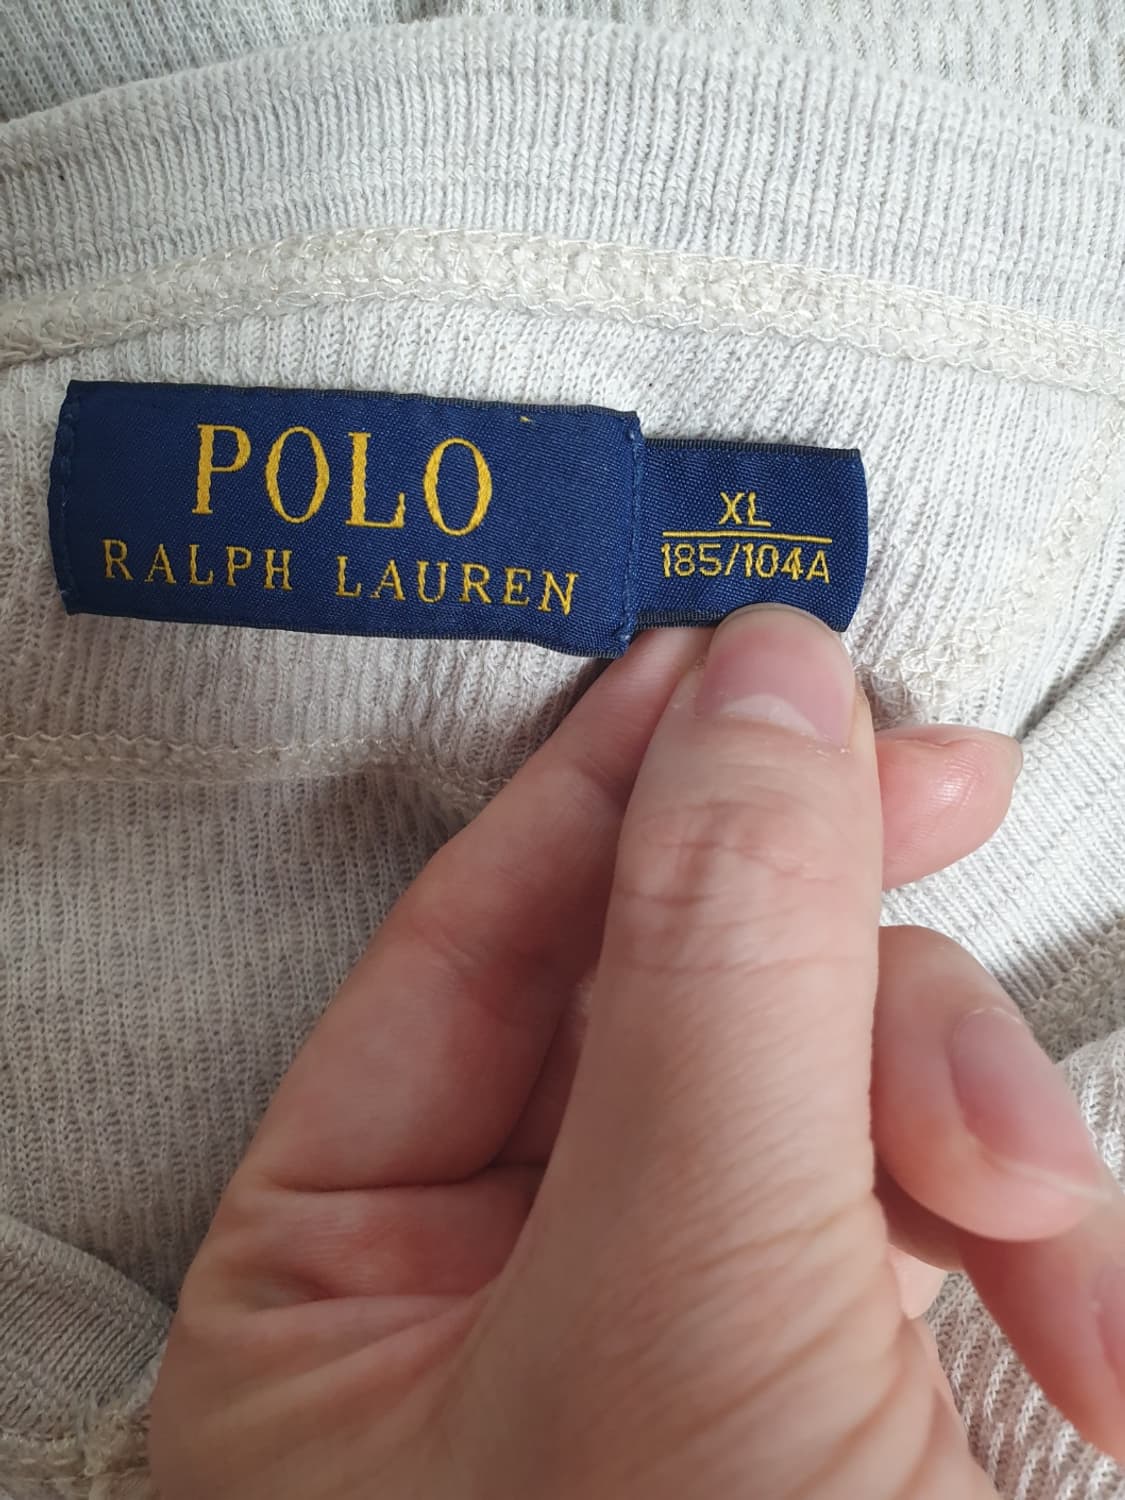 POLO
RALPH LAUREN
XL
185/104A